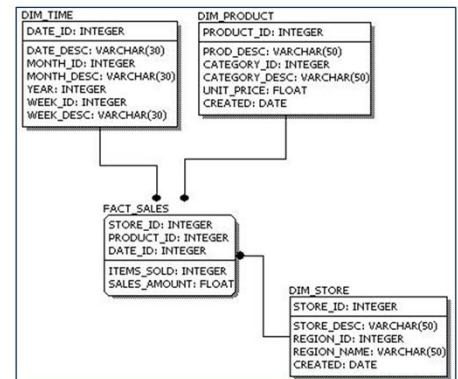 DIM_TIME
DATE_ID: INTEGER
DATE_DESC: VARCHAR(30)
MONTH_ID: INTEGER
MONTH_DESC: VARCHAR(30)
YEAR: INTEGER
WEEK_ID: INTEGER
WEEK_DESC: VARCHAR(30)
DIM_PRODUCT
PRODUCT_ID: INTEGER
PROD_DESC: VARCHAR(50)
CATEGORY_ID: INTEGER
CATEGORY_DESC: VARCHAR(50)
UNIT_PRICE: FLOAT
CREATED: DATE
FACT_SALES
STORE_ID: INTEGER
PRODUCT_ID: INTEGER
DATE_ID: INTEGER
ITEMS_SOLD: INTEGER
SALES_AMOUNT: FLOAT
DIM_STORE
STORE_ID: INTEGER
STORE_DESC: VARCHAR(50)
REGION_ID: INTEGER
REGION_NAME: VARCHAR(50)
CREATED: DATE